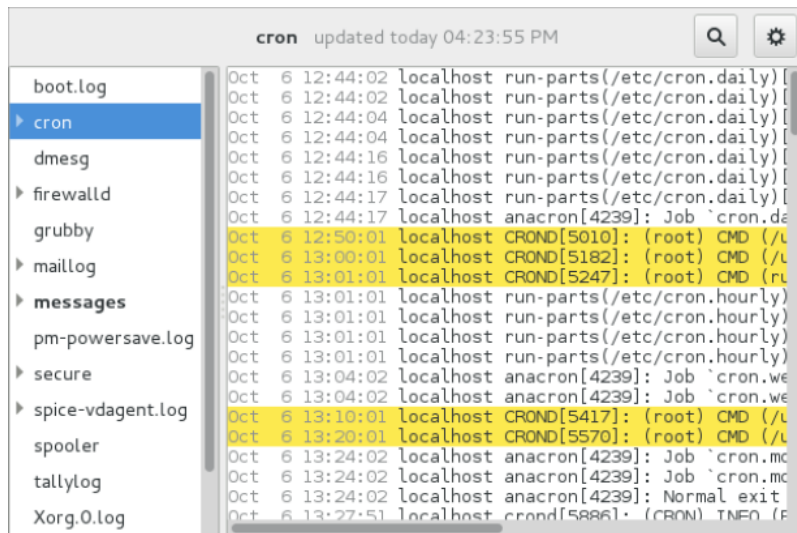 cron updated today 04:23:55 PM
boot.log
cron
dmesg
firewalld
grubby
maillog
messages
pm-powersave.log
secure
spice-vdagent.log
spooler
tallylog
Xorg.0.log
Oct 6 12:44:02 localhost run-parts(/etc/cron.daily)[
Oct 6 12:44:02 localhost run-parts(/etc/cron.daily)[
Oct 6 12:44:04 localhost run-parts(/etc/cron.daily)[
Oct 6 12:44:04 localhost run-parts(/etc/cron.daily)[
Oct 6 12:44:16 localhost run-parts(/etc/cron.daily)[
Oct 6 12:44:16 localhost run-parts(/etc/cron.daily)[
Oct 6 12:44:17 localhost run-parts(/etc/cron.daily)[
Oct 6 12:44:17 localhost anacron[4239]: Job `cron.da
Oct 6 12:50:01 localhost CROND[5010]: (root) CMD (/u
Oct 6 13:00:01 localhost CROND[5182]: (root) CMD (/u
Oct 6 13:01:01 localhost CROND[5247]: (root) CMD (ru
Oct 6 13:01:01 localhost run-parts(/etc/cron.hourly)
Oct 6 13:01:01 localhost run-parts(/etc/cron.hourly)
Oct 6 13:01:01 localhost run-parts(/etc/cron.hourly)
Oct 6 13:01:01 localhost run-parts(/etc/cron.hourly)
Oct 6 13:04:02 localhost anacron[4239]: Job `cron.we
Oct 6 13:04:02 localhost anacron[4239]: Job `cron.we
Oct 6 13:10:01 localhost CROND[5417]: (root) CMD (/u
Oct 6 13:20:01 localhost CROND[5570]: (root) CMD (/u
Oct 6 13:24:02 localhost anacron[4239]: Job `cron.mo
Oct 6 13:24:02 localhost anacron[4239]: Job `cron.mo
Oct 6 13:24:02 localhost anacron[4239]: Normal exit
Oct 6 13:27:51 localhost crond[5886]: (CRON) INFO